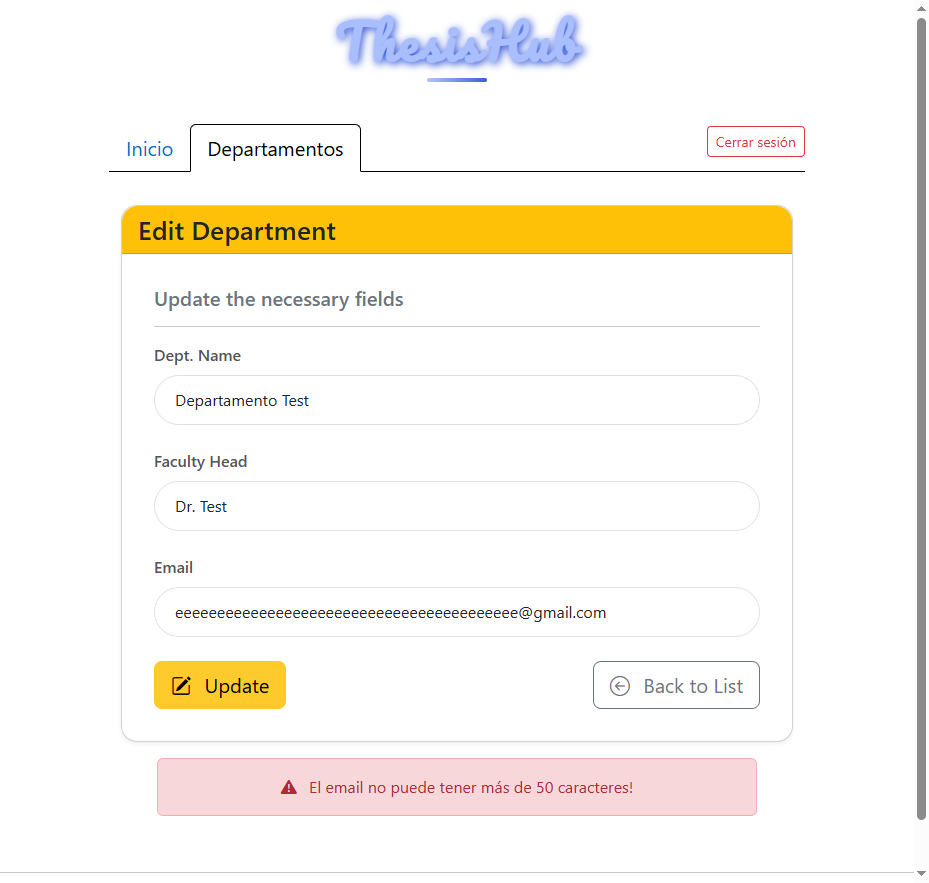 ThesisHub
Inicio
Departamentos
Cerrar sesión
Edit Department
Update the necessary fields
Dept. Name
Departamento Test
Faculty Head
Dr. Test
Email
eeeeeeeeeeeeeeeeeeeeeeeeeeeeeeeeeeeeeeeee@gmail.com
Update
Back to List
El email no puede tener más de 50 caracteres!